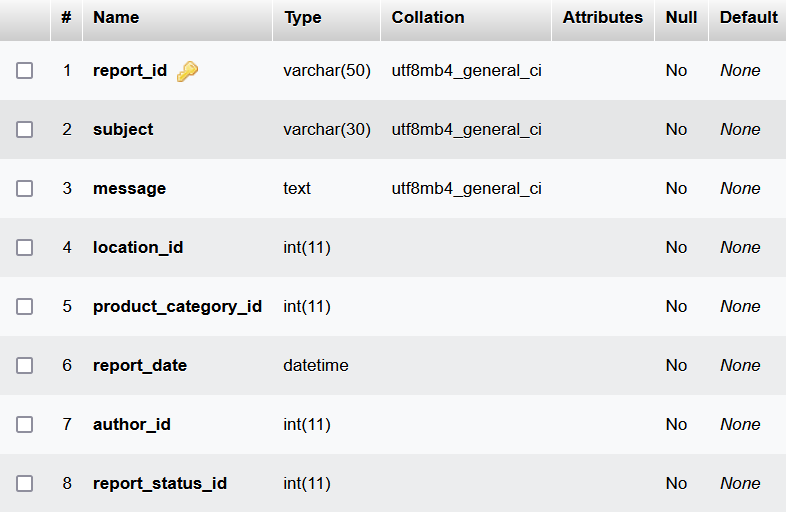 # Name Type Collation Attributes Null Default
1 report_id varchar(50) utf8mb4_general_ci No None
2 subject varchar(30) utf8mb4_general_ci No None
3 message text utf8mb4_general_ci No None
4 location_id int(11) No None
5 product_category_id int(11) No None
6 report_date datetime No None
7 author_id int(11) No None
8 report_status_id int(11) No None